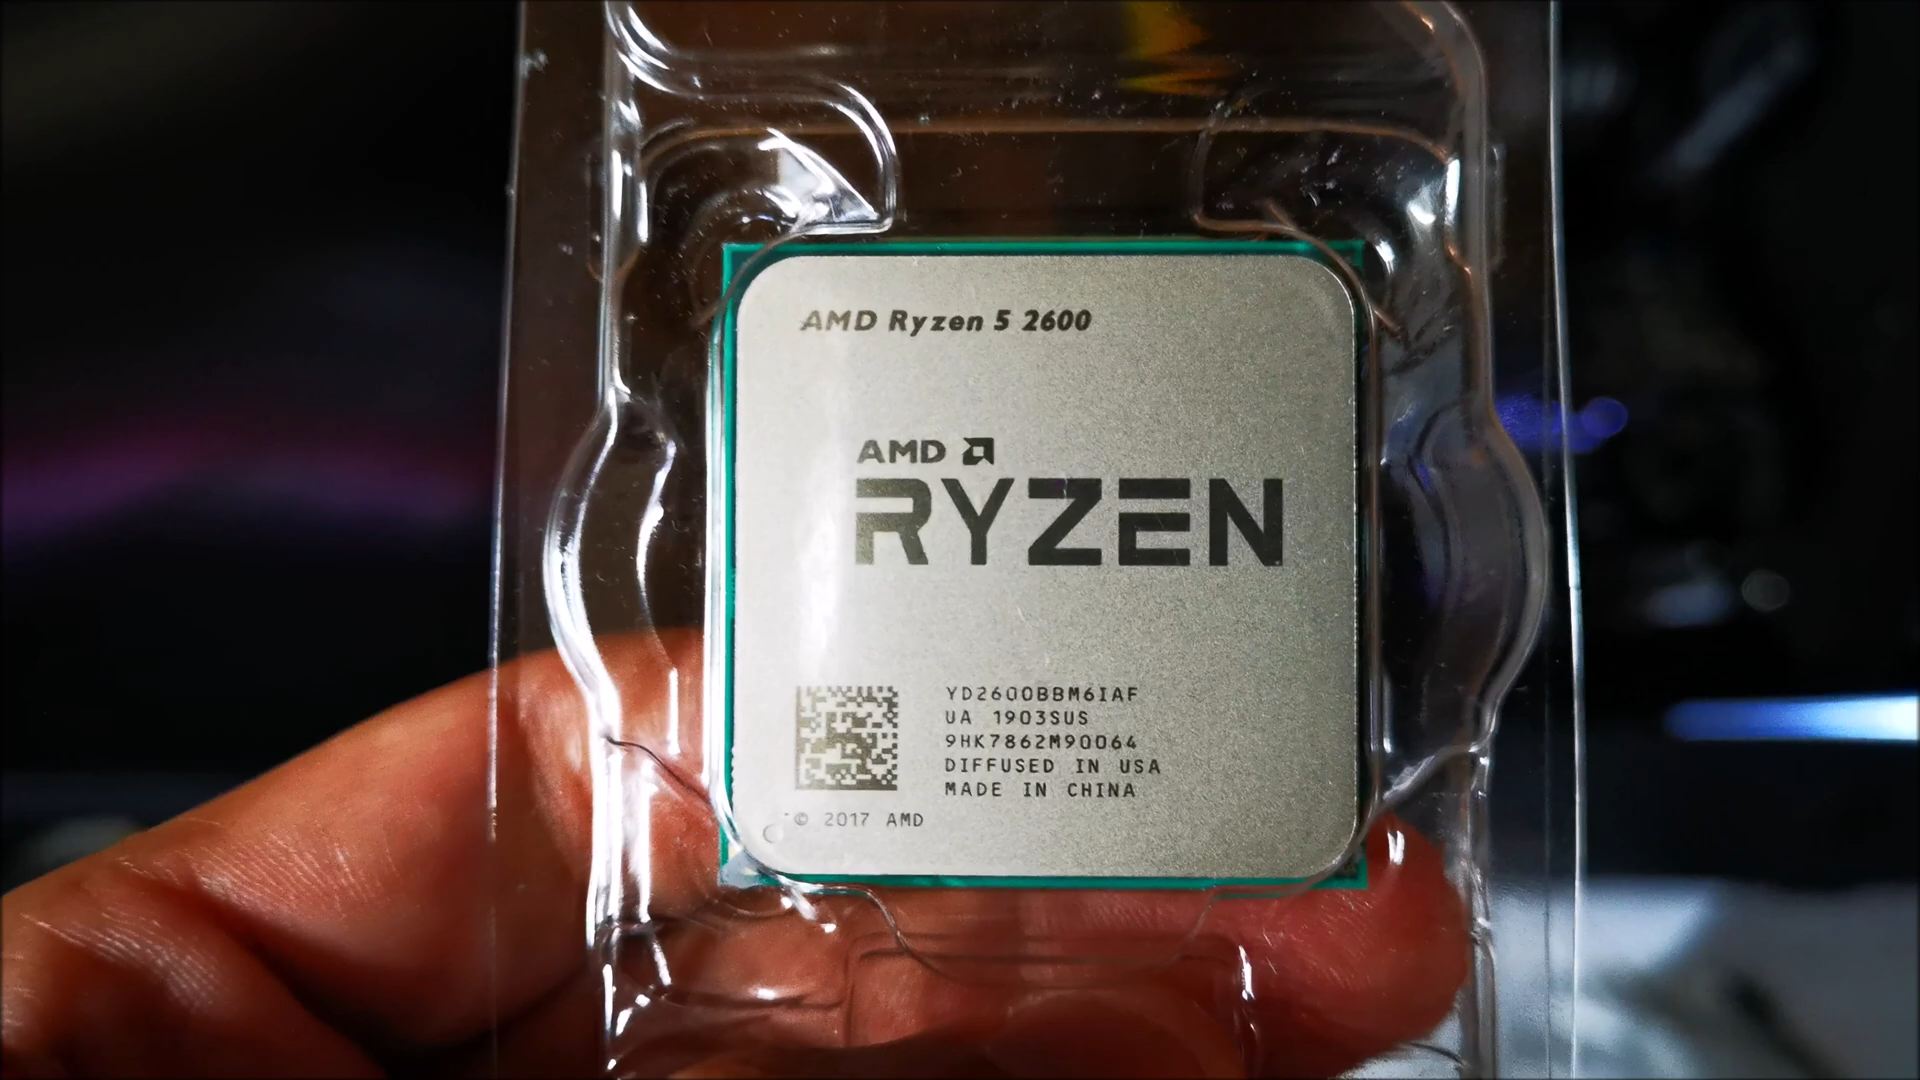 AMD Ryzen 5 2600
AMD
RYZEN
YD2600BBM6IAF
UA 1903SUS
9HK7862M90064
DIFFUSED IN USA
MADE IN CHINA
© 2017 AMD